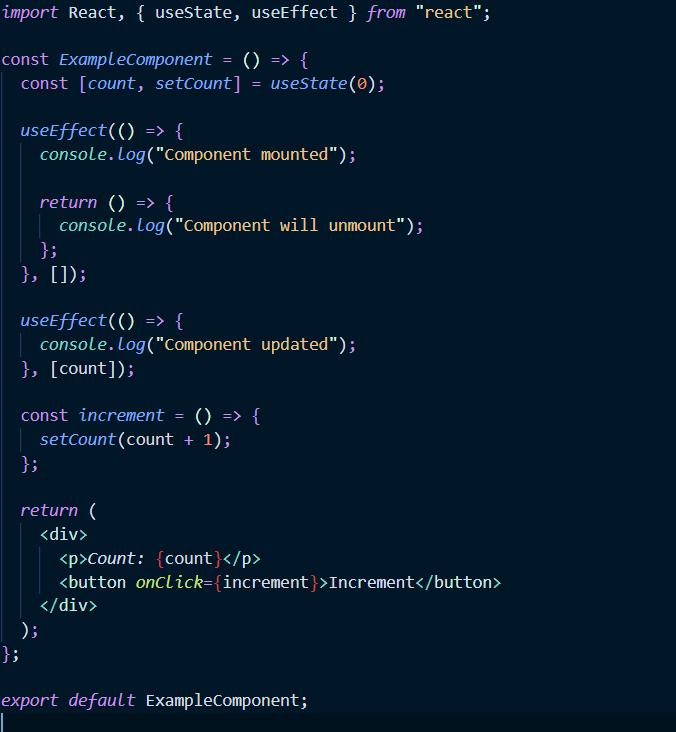 import React, { useState, useEffect } from "react";
const ExampleComponent = () => {
const [count, setCount] = useState(0);
useEffect(() => {
console.log("Component mounted");
return () => {
console.log("Component will unmount");
};
}, []);
useEffect(() => {
console.log("Component updated");
}, [count]);
const increment = () => {
setCount(count + 1);
};
return (
<div>
<p>Count: {count}</p>
<button onClick={increment}>Increment</button>
</div>
);
};
export default ExampleComponent;